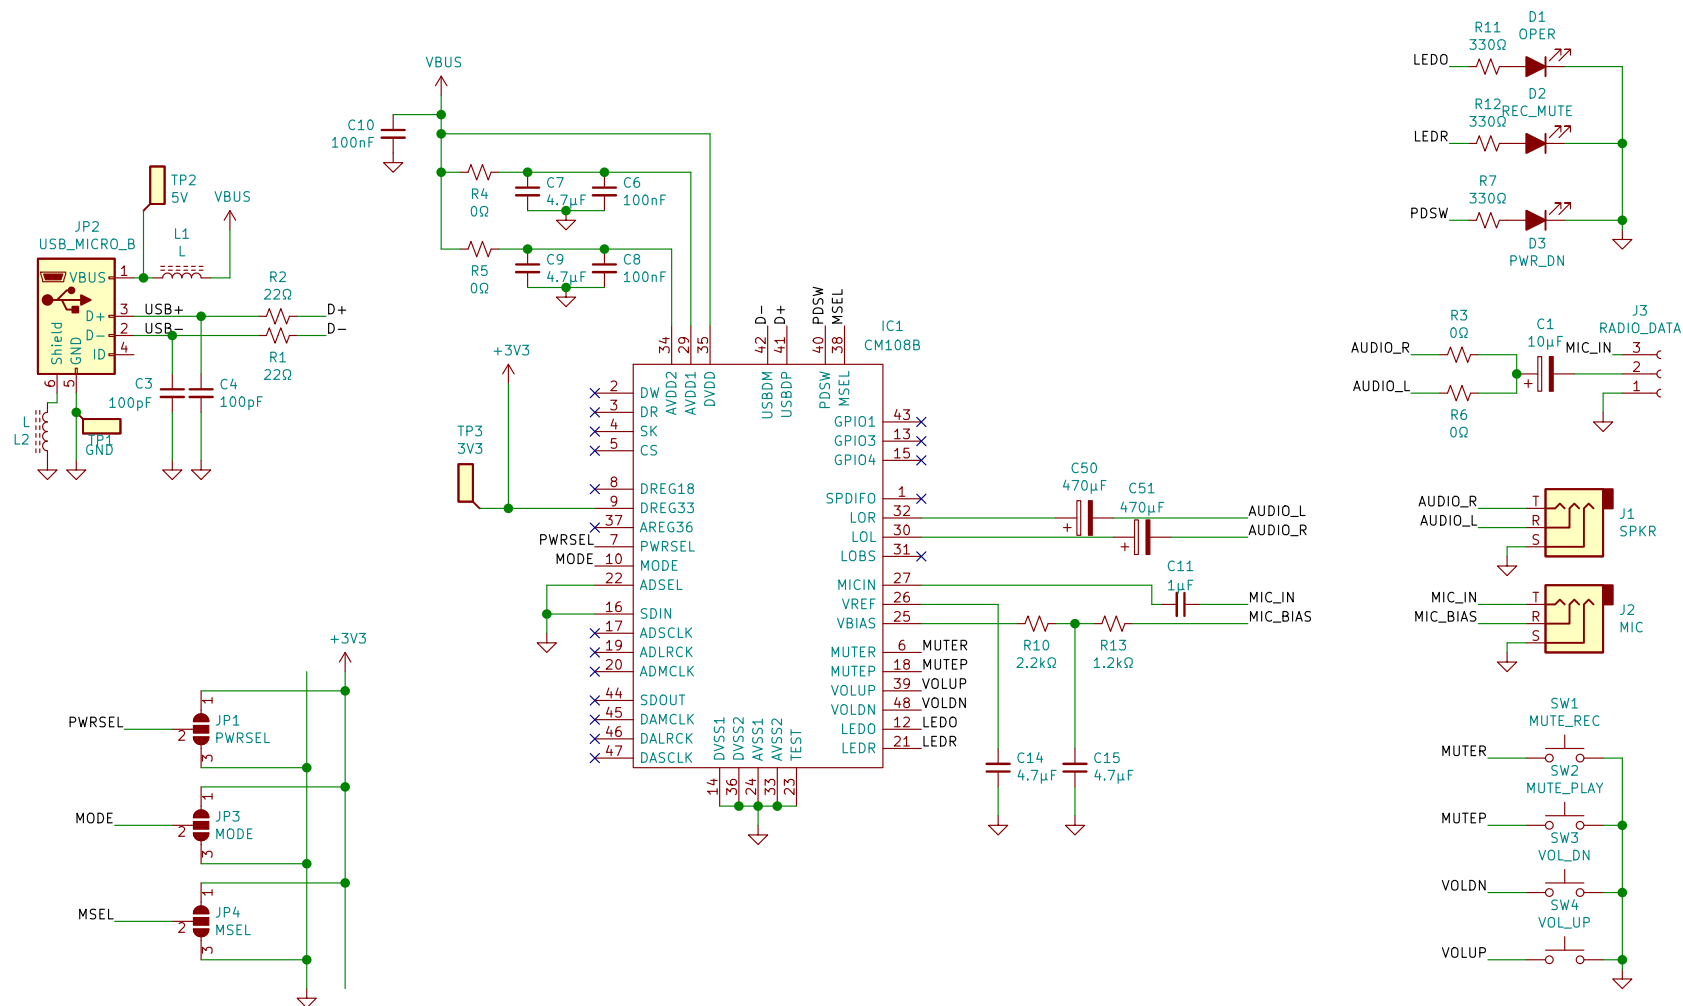 VBUS
C10
100nF
R4
0Ω
C7
4.7µF
C6
100nF
R5
0Ω
C9
4.7µF
C8
100nF
TP2
5V
VBUS
JP2
USB_MICRO_B
L1
L
VBUS
1
D+
3
D-
2
ID
4
Shield
GND
6
5
USB+
USB-
R2
22Ω
D+
D-
R1
22Ω
C3
100pF
C4
100pF
L
L2
TP1
GND
+3V3
TP3
3V3
IC1
CM108B
34
29
35
42
41
40
38
D-
D+
PDSW
MSEL
AVDD2
AVDD1
DVDD
USBDM
USBDP
PDSW
MSEL
2
DW
3
DR
4
SK
5
CS
8
DREG18
9
DREG33
37
AREG36
PWRSEL
7
PWRSEL
MODE
10
MODE
22
ADSEL
16
SDIN
17
ADSCLK
19
ADLRCK
20
ADMCLK
44
SDOUT
45
DAMCLK
46
DALRCK
47
DASCLK
DVSS1
DVSS2
AVSS1
AVSS2
TEST
14
36
24
33
23
GPIO1
43
GPIO3
13
GPIO4
15
SPDIFO
1
LOR
32
LOL
30
LOBS
31
MICIN
27
VREF
26
VBIAS
25
MUTER
6
MUTER
MUTEP
18
MUTEP
VOLUP
39
VOLUP
VOLDN
48
VOLDN
LEDO
12
LEDO
LEDR
21
LEDR
C50
470µF
+
C51
470µF
+
AUDIO_L
AUDIO_R
C11
1µF
MIC_IN
MIC_BIAS
R10
2.2kΩ
R13
1.2kΩ
C14
4.7µF
C15
4.7µF
+3V3
PWRSEL
1
2
3
JP1
PWRSEL
MODE
1
2
3
JP3
MODE
MSEL
1
2
3
JP4
MSEL
D1
OPER
R11
330Ω
LEDO
D2
REC_MUTE
R12
330Ω
LEDR
R7
330Ω
PDSW
D3
PWR_DN
R3
0Ω
AUDIO_R
AUDIO_L
R6
0Ω
C1
10µF
+
J3
RADIO_DATA
MIC_IN
3
2
1
AUDIO_R
AUDIO_L
T
R
S
J1
SPKR
MIC_IN
MIC_BIAS
T
R
S
J2
MIC
SW1
MUTE_REC
MUTER
SW2
MUTE_PLAY
MUTEP
SW3
VOL_DN
VOLDN
SW4
VOL_UP
VOLUP